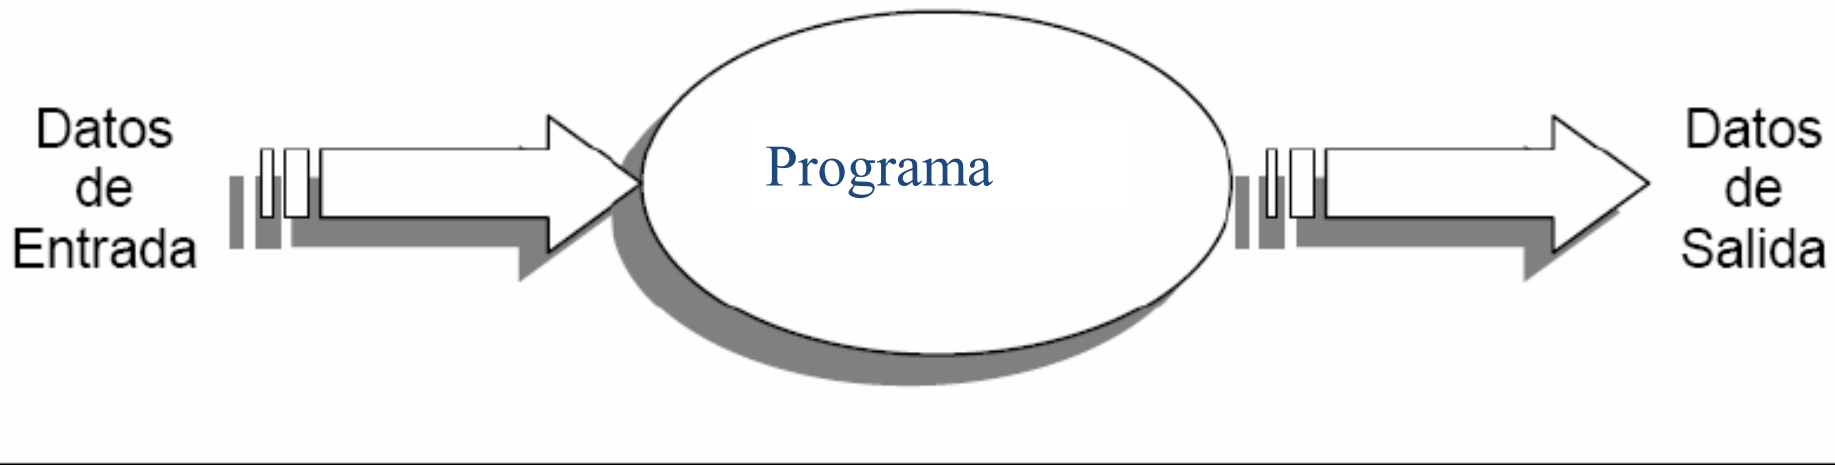 Datos
de
Entrada
Programa
Datos
de
Salida